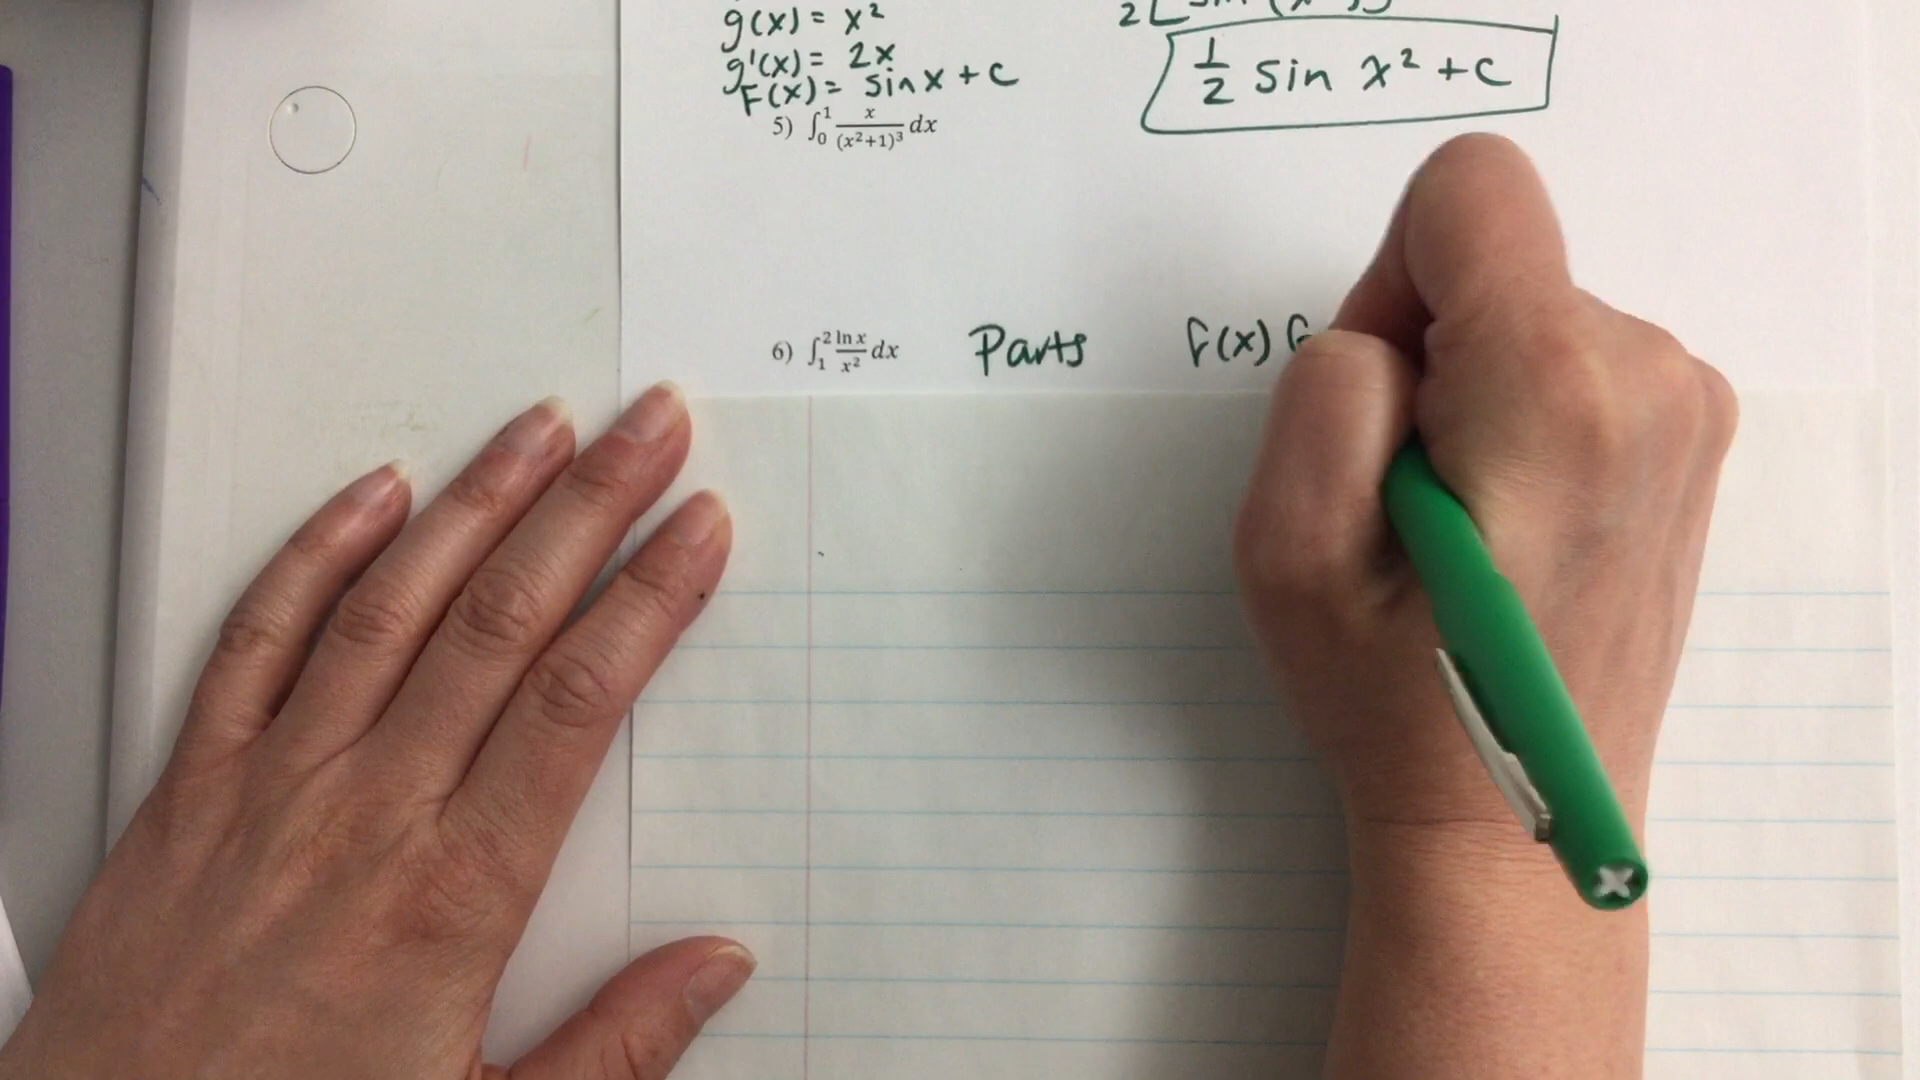 g(x) = x²
g'(x) = 2x
F(x) = sin x + c
½ sin x² + c
5) ∫₀¹ x/(x²+1)³ dx
6) ∫₁² ln x/x² dx Parts f(x)